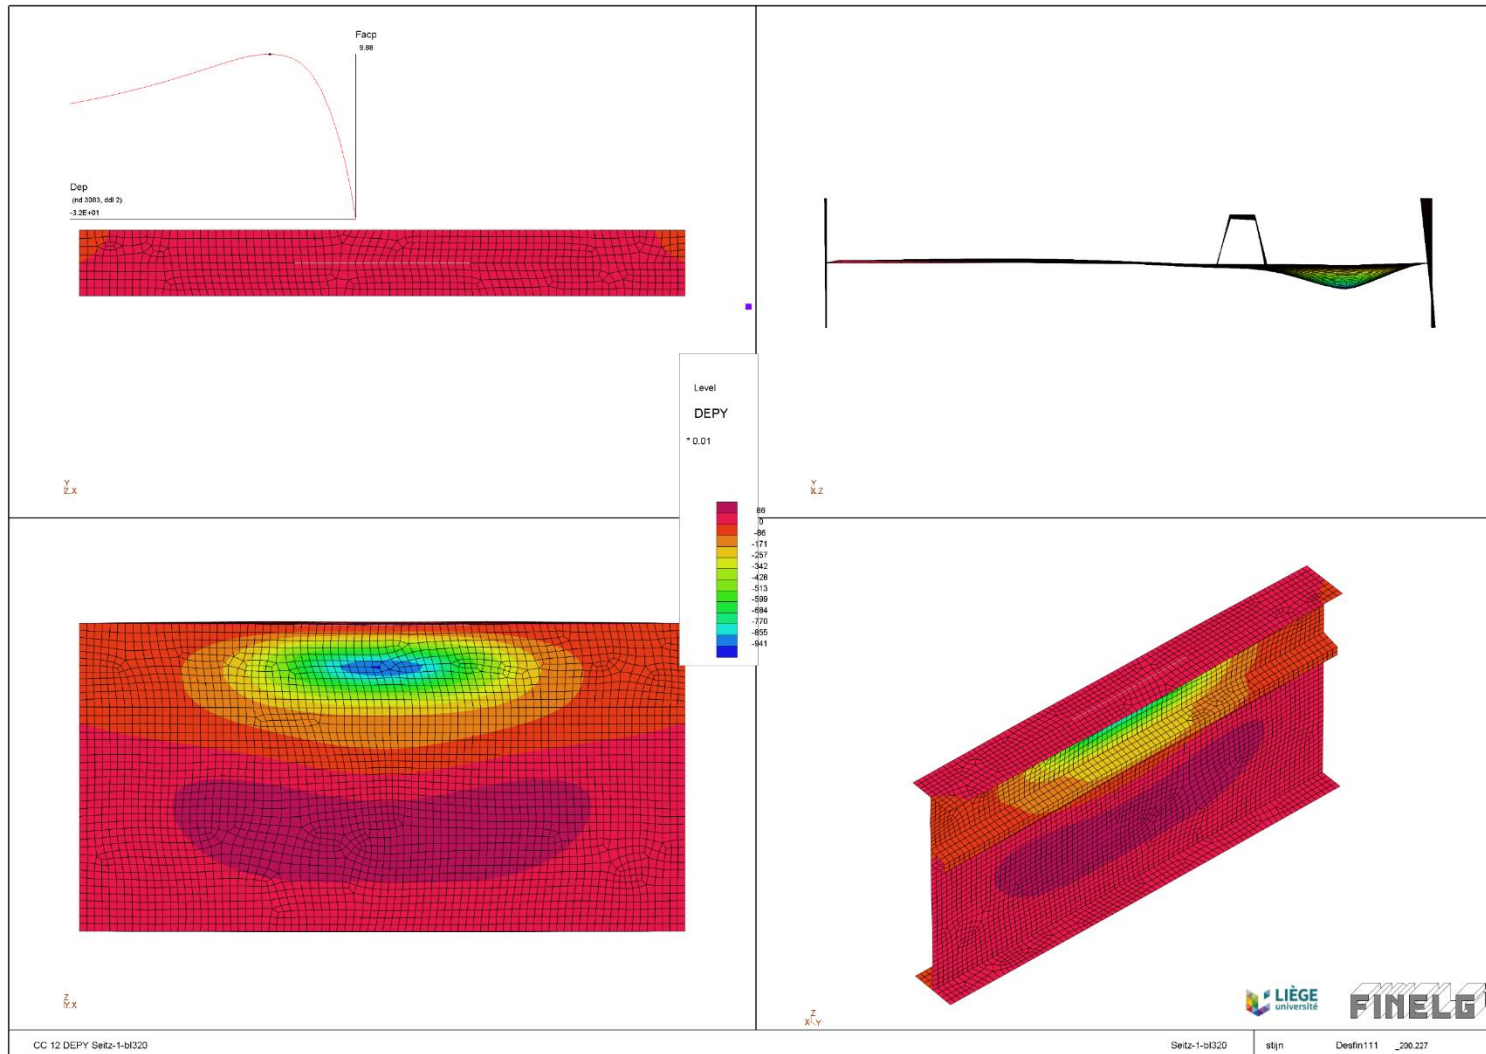 Facp
9.88
Dep
(nd 3083, ddl 2)
-3.2E+01
Y
Z.X
Y
X.Z
Level
DEPY
* 0.01
86
0
-86
-171
-257
-342
-428
-513
-599
-684
-770
-855
-941
Z
Y.X
Z
X Y
LIÈGE
université
FINELG
CC 12 DEPY Seitz-1-bl320
Seitz-1-bl320
stijn
Desfin111
_200.227